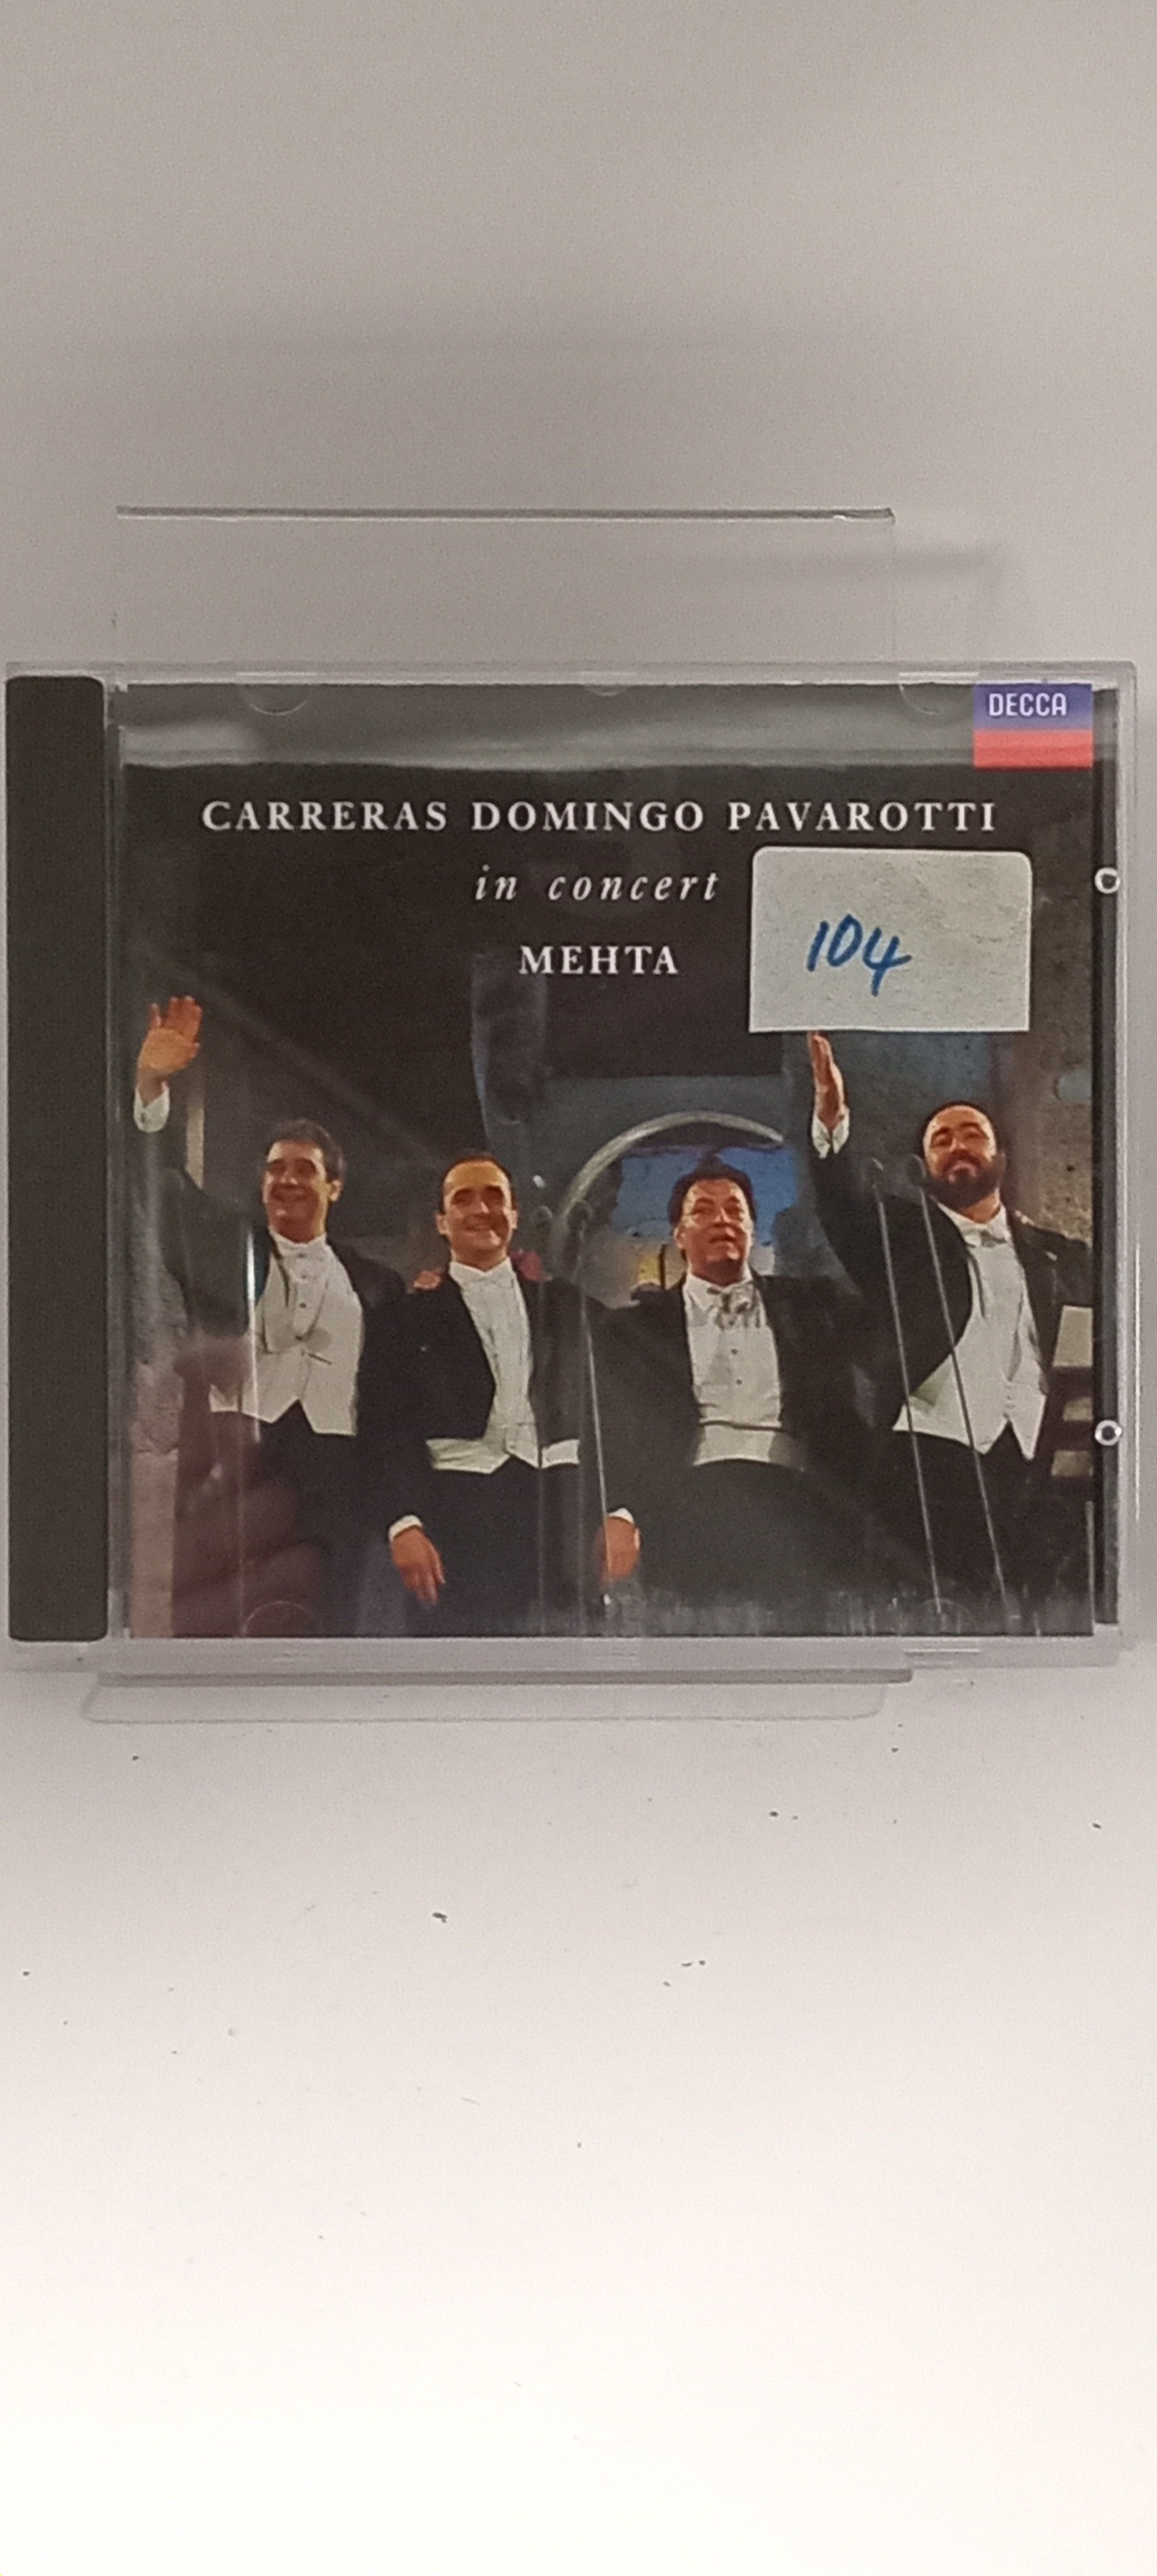 DECCA
CARRERAS DOMINGO PAVAROTTI
in concert
MEHTA
104